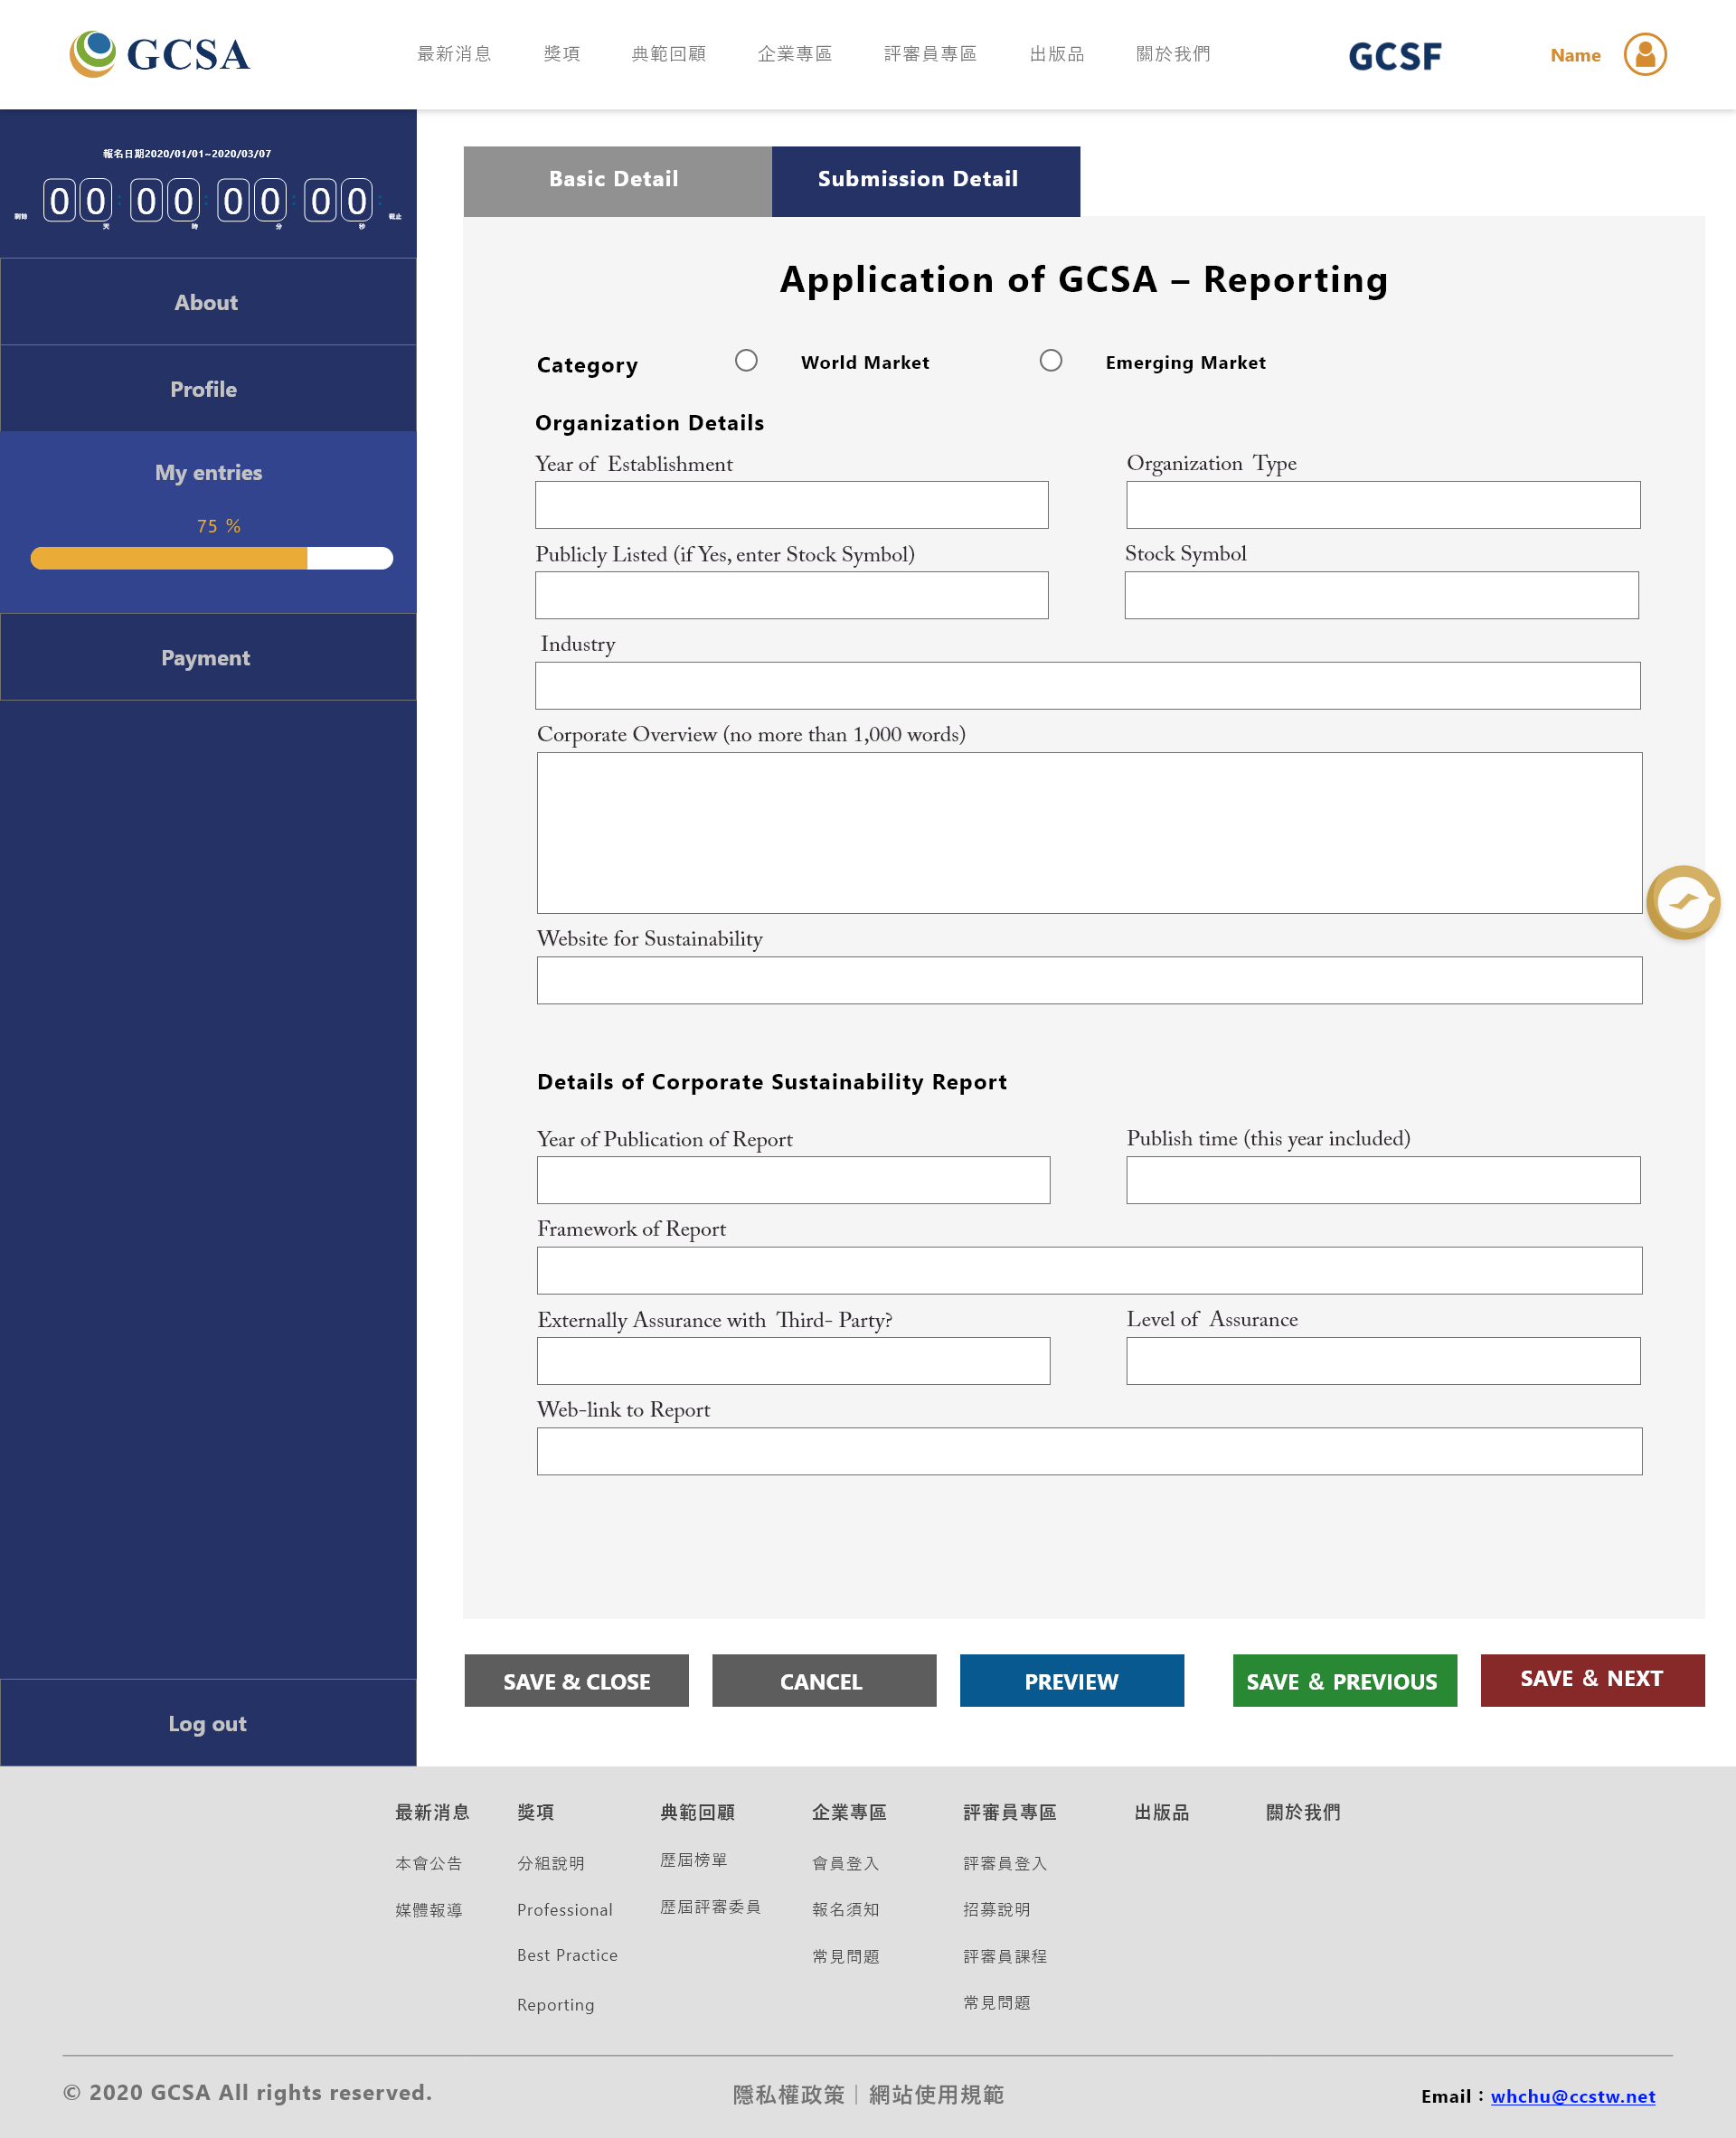 GCSA
最新消息 獎項 典範回顧 企業專區 評審員專區 出版品 關於我們
GCSF
Name
報名日期2020/01/01~2020/03/07
剩餘 00 : 00 : 00 : 00 : 截止
天 時 分 秒
About
Profile
My entries
75 %
Payment
Log out
Basic Detail
Submission Detail
Application of GCSA – Reporting
Category World Market Emerging Market
Organization Details
Year of Establishment Organization Type
Publicly Listed (if Yes, enter Stock Symbol) Stock Symbol
Industry
Corporate Overview (no more than 1,000 words)
Website for Sustainability
Details of Corporate Sustainability Report
Year of Publication of Report Publish time (this year included)
Framework of Report
Externally Assurance with Third- Party? Level of Assurance
Web-link to Report
SAVE & CLOSE CANCEL PREVIEW SAVE & PREVIOUS SAVE & NEXT
最新消息 獎項 典範回顧 企業專區 評審員專區 出版品 關於我們
本會公告 分組說明 歷屆榜單 會員登入 評審員登入
媒體報導 Professional 歷屆評審委員 報名須知 招募說明
Best Practice 常見問題 評審員課程
Reporting 常見問題
© 2020 GCSA All rights reserved.
隱私權政策｜網站使用規範
Email：whchu@ccstw.net